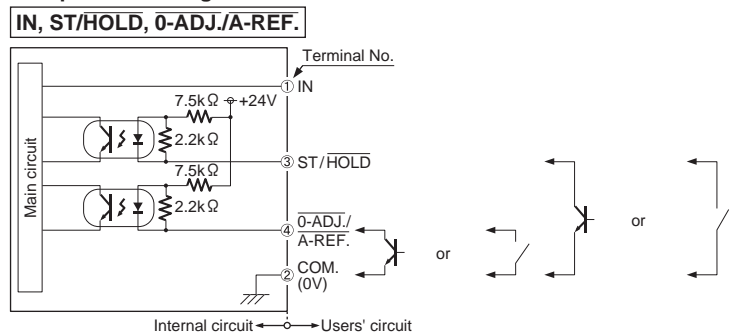 IN, ST/HOLD, 0-ADJ./A-REF.
Terminal No.
① IN
7.5kΩ
+24V
2.2kΩ
③ ST/HOLD
7.5kΩ
2.2kΩ
Main circuit
④ 0-ADJ./
A-REF.
or
or
② COM.
(0V)
Internal circuit
Users' circuit